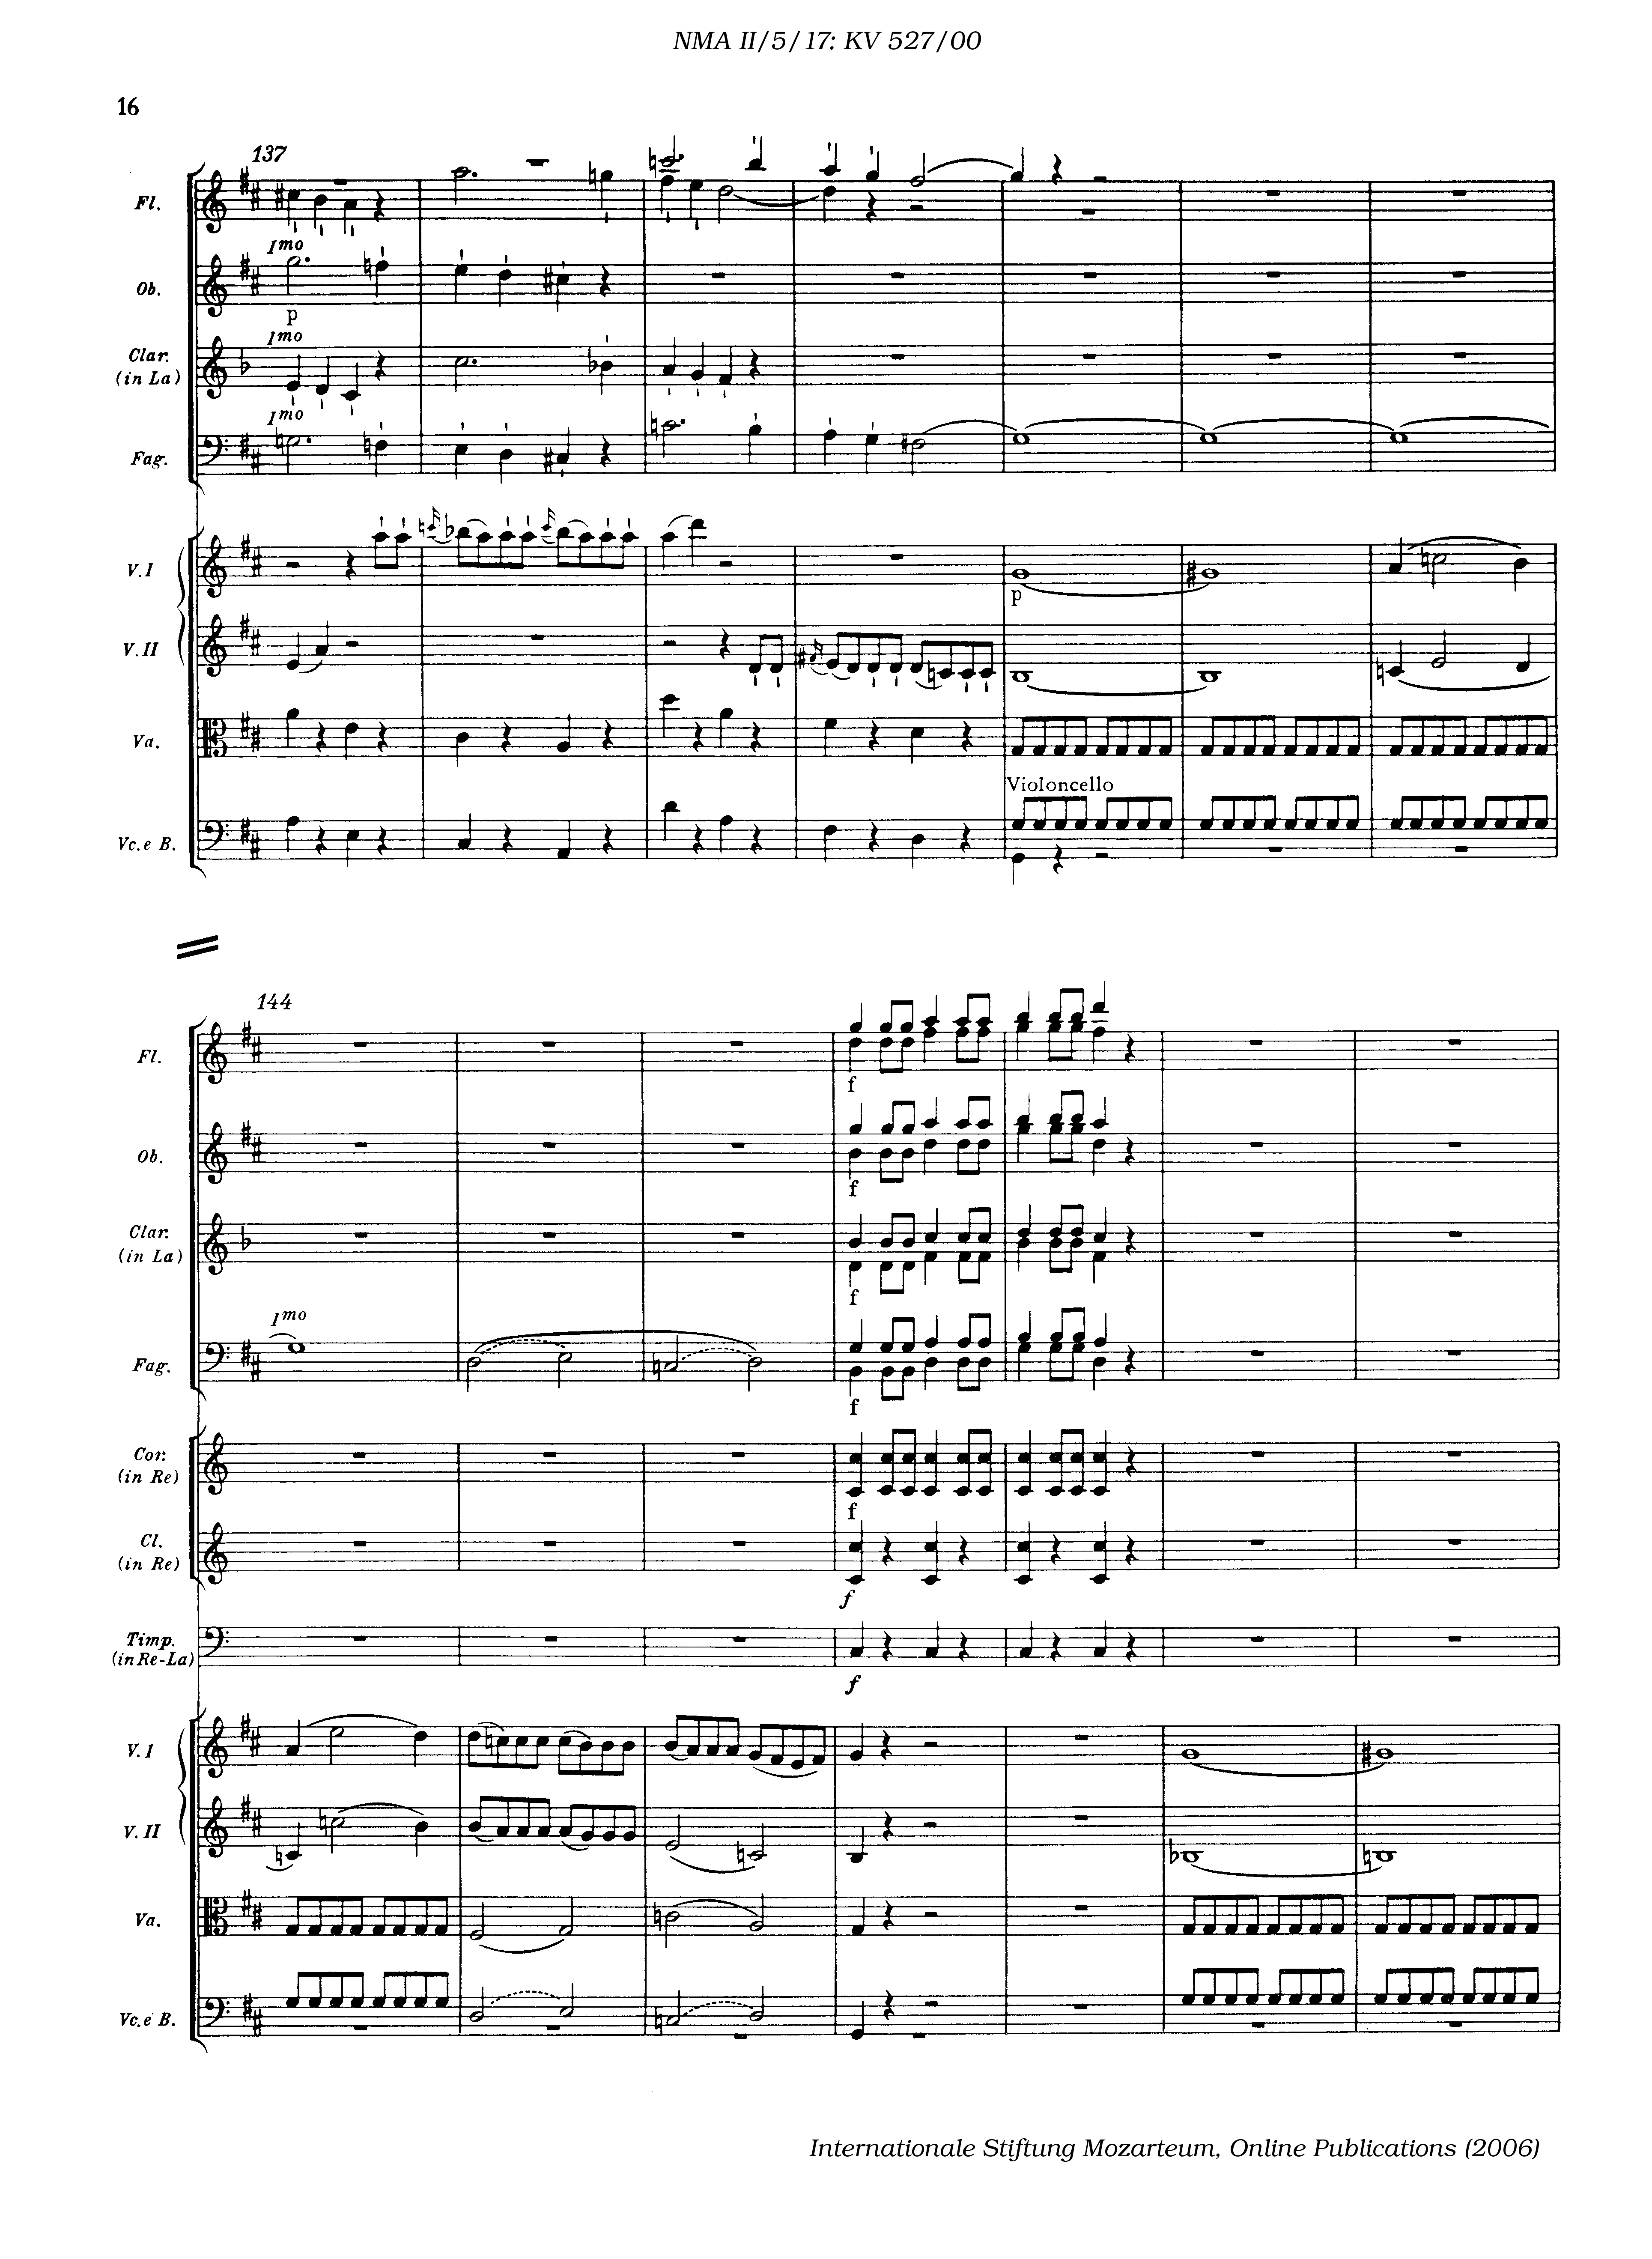 NMA II/5/17: KV 527/00
16
137
Fl.
Imo
Ob.
p
Imo
Clar.
(in La)
Imo
Fag.
V.I
p
V.II
Va.
Violoncello
Vc.e B.
144
Fl.
f
Ob.
f
Clar.
(in La)
f
Imo
Fag.
f
Cor.
(in Re)
f
Cl.
(in Re)
f
Timp.
(in Re-La)
f
V.I
V.II
Va.
Vc.e B.
Internationale Stiftung Mozarteum, Online Publications (2006)